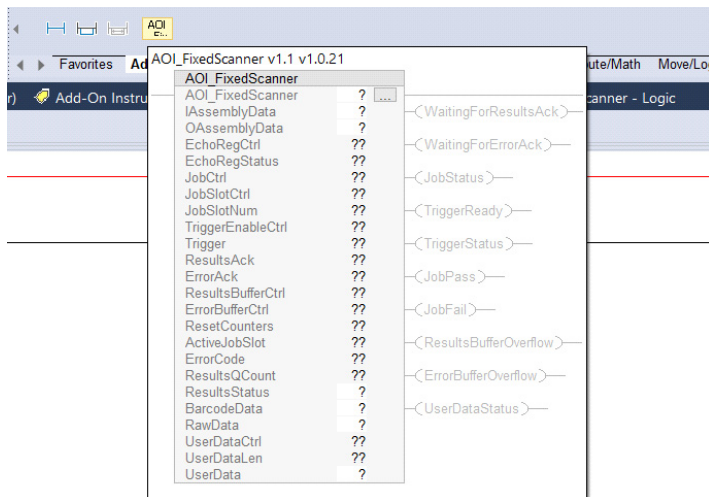 AOI
Favorites Ad ute/Math Move/Lo
r) Add-On Instru canner - Logic
AOI_FixedScanner v1.1 v1.0.21
AOI_FixedScanner
AOI_FixedScanner ? ...
IAssemblyData ? WaitingForResultsAck
OAssemblyData ?
EchoRegCtrl ?? WaitingForErrorAck
EchoRegStatus ??
JobCtrl ?? JobStatus
JobSlotCtrl ??
JobSlotNum ?? TriggerReady
TriggerEnableCtrl ??
Trigger ?? TriggerStatus
ResultsAck ??
ErrorAck ?? JobPass
ResultsBufferCtrl ??
ErrorBufferCtrl ?? JobFail
ResetCounters ??
ActiveJobSlot ?? ResultsBufferOverflow
ErrorCode ??
ResultsQCount ?? ErrorBufferOverflow
ResultsStatus ?
BarcodeData ? UserDataStatus
RawData ?
UserDataCtrl ??
UserDataLen ??
UserData ?